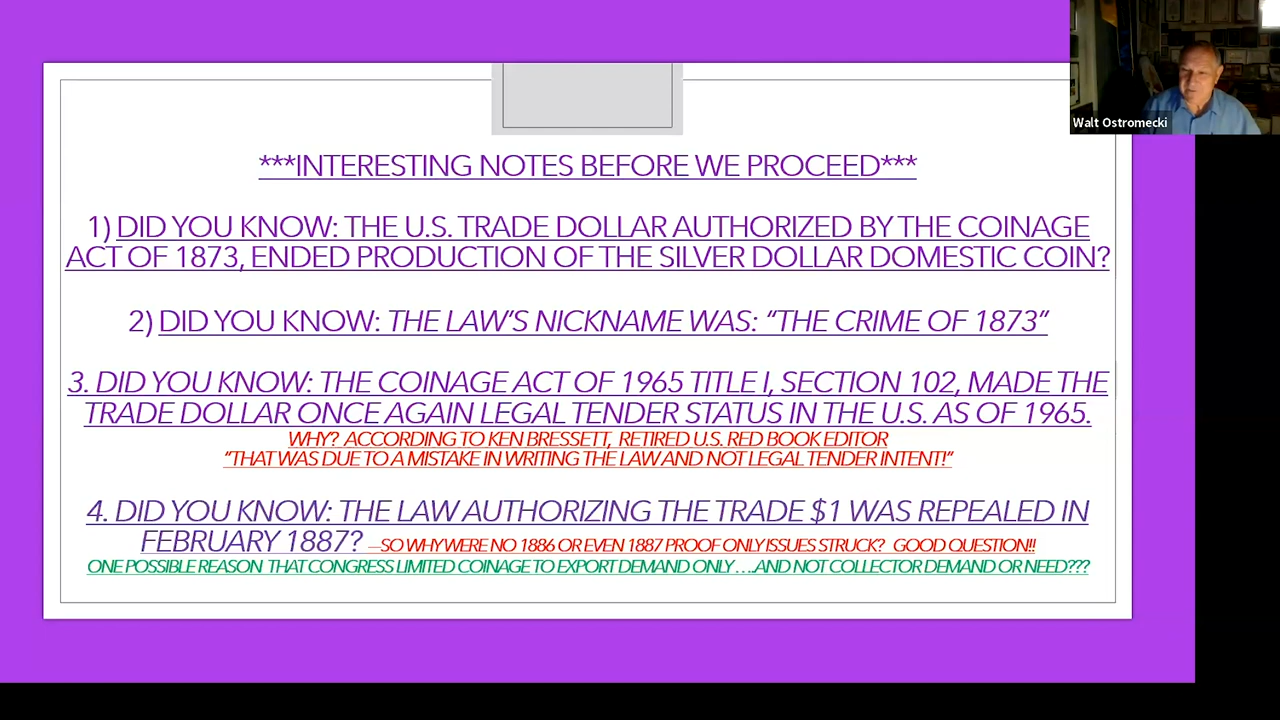 Walt Ostromecki
***INTERESTING NOTES BEFORE WE PROCEED***
1) DID YOU KNOW: THE U.S. TRADE DOLLAR AUTHORIZED BY THE COINAGE
ACT OF 1873, ENDED PRODUCTION OF THE SILVER DOLLAR DOMESTIC COIN?
2) DID YOU KNOW: THE LAW'S NICKNAME WAS: “THE CRIME OF 1873”
3. DID YOU KNOW: THE COINAGE ACT OF 1965 TITLE I, SECTION 102, MADE THE
TRADE DOLLAR ONCE AGAIN LEGAL TENDER STATUS IN THE U.S. AS OF 1965.
WHY? ACCORDING TO KEN BRESSETT, RETIRED U.S. RED BOOK EDITOR
“THAT WAS DUE TO A MISTAKE IN WRITING THE LAW AND NOT LEGAL TENDER INTENT!”
4. DID YOU KNOW: THE LAW AUTHORIZING THE TRADE $1 WAS REPEALED IN
FEBRUARY 1887? —SO WHY WERE NO 1886 OR EVEN 1887 PROOF ONLY ISSUES STRUCK? GOOD QUESTION!!
ONE POSSIBLE REASON THAT CONGRESS LIMITED COINAGE TO EXPORT DEMAND ONLY ….AND NOT COLLECTOR DEMAND OR NEED???